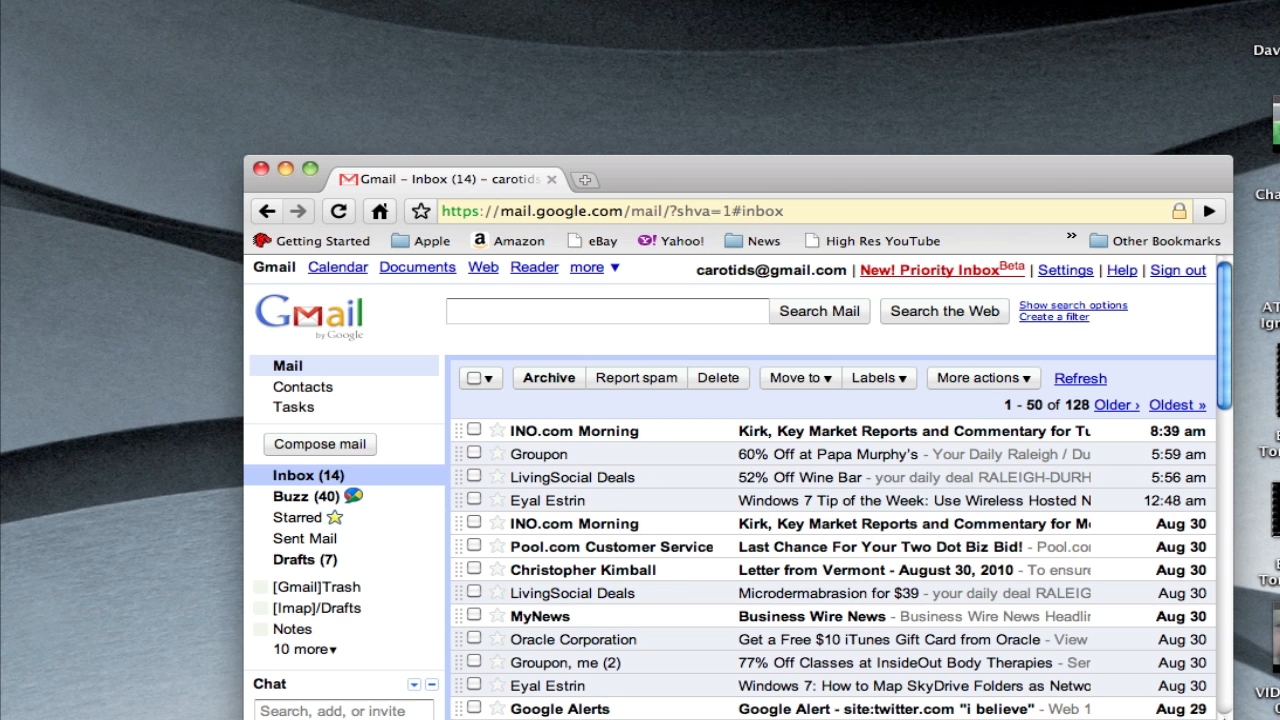 Dav
Gmail – Inbox (14) – carotids
https://mail.google.com/mail/?shva=1#inbox
Cha
Getting Started Apple Amazon eBay Yahoo! News High Res YouTube » Other Bookmarks
Gmail Calendar Documents Web Reader more ▼ carotids@gmail.com | New! Priority Inbox Beta | Settings | Help | Sign out
Gmail by Google
Search Mail Search the Web Show search options
Create a filter
AT
Ign
Mail
Contacts
Tasks
Compose mail
Inbox (14)
Buzz (40)
Starred
Sent Mail
Drafts (7)
[Gmail]Trash
[Imap]/Drafts
Notes
10 more▼
Chat
Search, add, or invite
Archive Report spam Delete Move to ▼ Labels ▼ More actions ▼ Refresh
1 - 50 of 128 Older › Oldest »
INO.com Morning Kirk, Key Market Reports and Commentary for Tu 8:39 am
Groupon 60% Off at Papa Murphy's - Your Daily Raleigh / Du 5:59 am
LivingSocial Deals 52% Off Wine Bar - your daily deal RALEIGH-DURH 5:56 am
Eyal Estrin Windows 7 Tip of the Week: Use Wireless Hosted N 12:48 am
INO.com Morning Kirk, Key Market Reports and Commentary for M Aug 30
Pool.com Customer Service Last Chance For Your Two Dot Biz Bid! - Pool.co Aug 30
Christopher Kimball Letter from Vermont - August 30, 2010 - To ensure Aug 30
LivingSocial Deals Microdermabrasion for $39 - your daily deal RALEIG Aug 30
MyNews Business Wire News - Business Wire News Headlin Aug 30
Oracle Corporation Get a Free $10 iTunes Gift Card from Oracle - View Aug 30
Groupon, me (2) 77% Off Classes at InsideOut Body Therapies - Ser Aug 30
Eyal Estrin Windows 7: How to Map SkyDrive Folders as Netwo Aug 30
Google Alerts Google Alert - site:twitter.com "i believe" - Web 1 Aug 29
Tor
To
VID